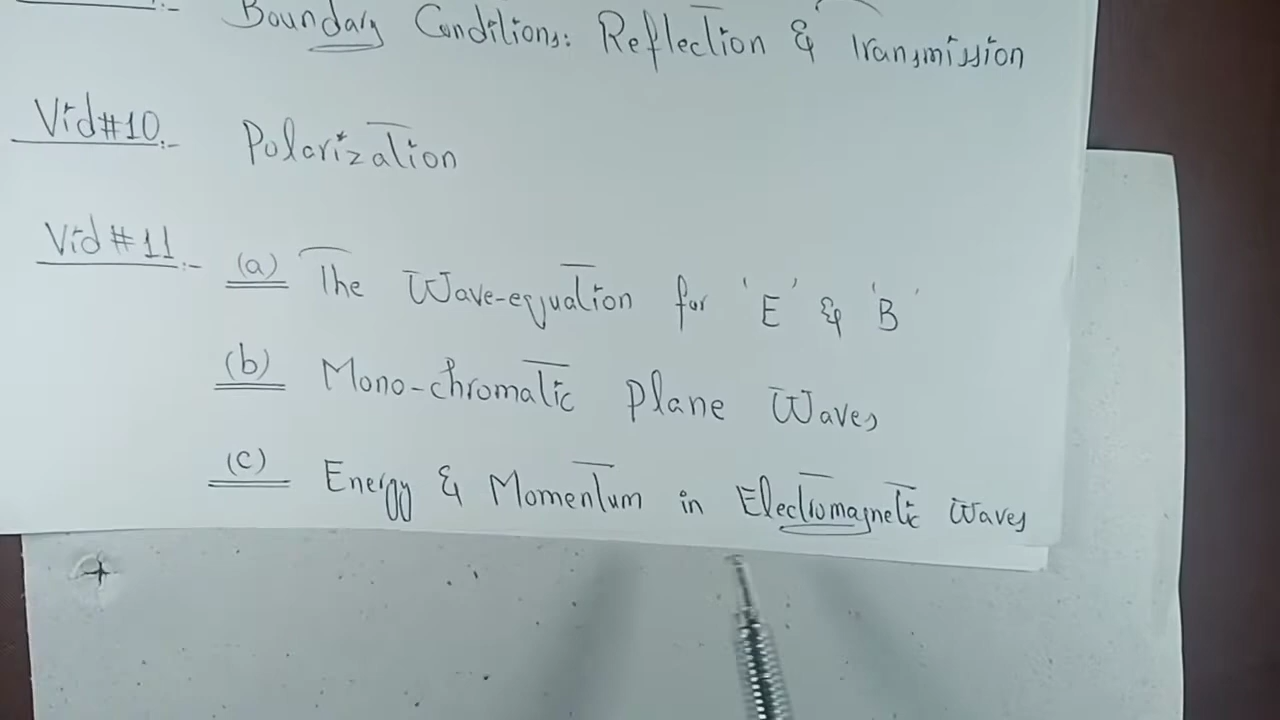 Boundary Conditions: Reflection & Transmission
Vid#10:- Polarization
Vid#11:- (a) The Wave-equation for 'E' & 'B'
(b) Mono-chromatic Plane Waves
(c) Energy & Momentum in Electromagnetic Waves